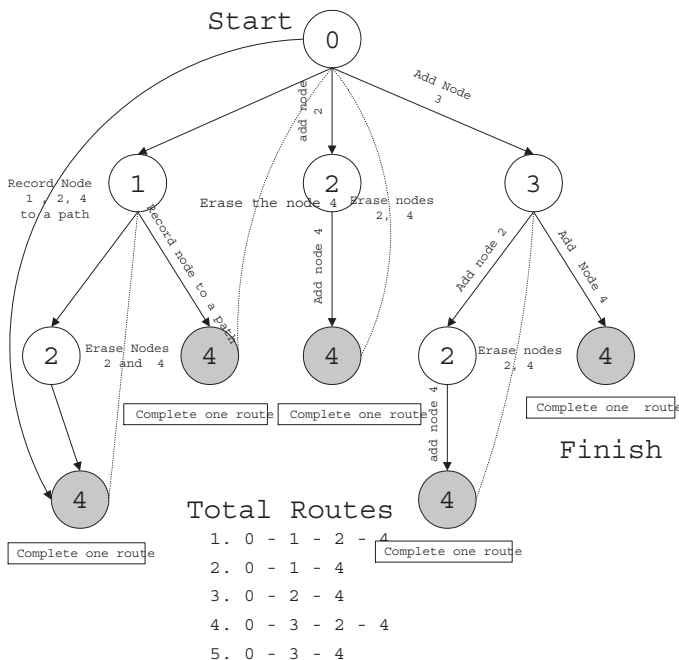 Start
0
Add Node
3
add node
2
Record Node
1 , 2, 4
to a path
1
2
3
Erase the node 4
Erase nodes
2, 4
Record node to a path
Add node 4
Add node 2
Add Node 4
2
Erase Nodes
2 and 4
4
4
2
Erase nodes
2, 4
4
Complete one route
Complete one route
add node 4
Complete one route
Finish
4
4
Complete one route
Complete one route
Total Routes
1. 0 - 1 - 2 - 4
2. 0 - 1 - 4
3. 0 - 2 - 4
4. 0 - 3 - 2 - 4
5. 0 - 3 - 4